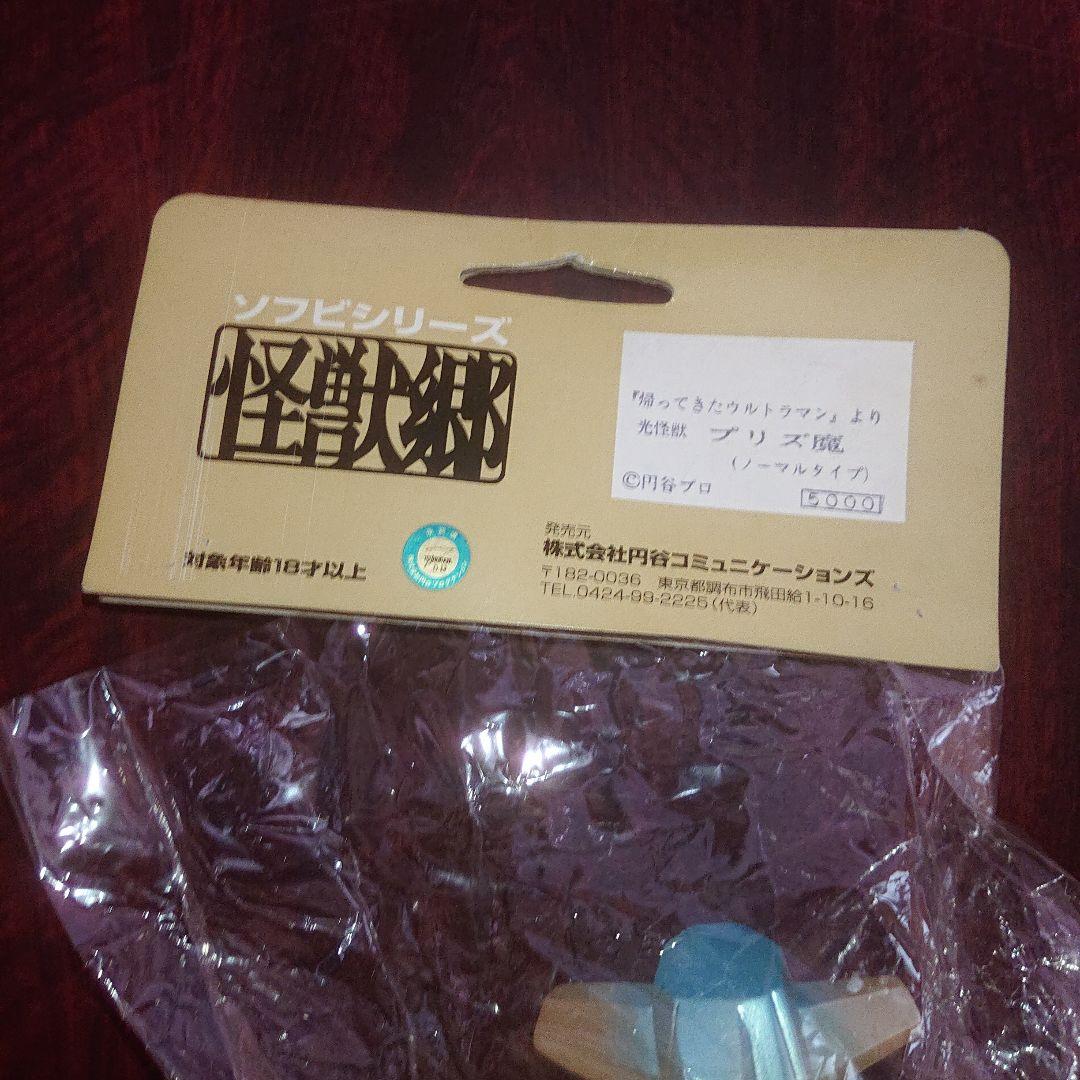 ソフビシリーズ
怪獣郷
『帰ってきたウルトラマン』より
光怪獣 プリズ魔
(ノーマルタイプ)
©円谷プロ
5000
対象年齢18才以上
発売元
株式会社円谷コミュニケーションズ
〒182-0036 東京都調布市飛田給1-10-16
TEL.0424-99-2225(代表)